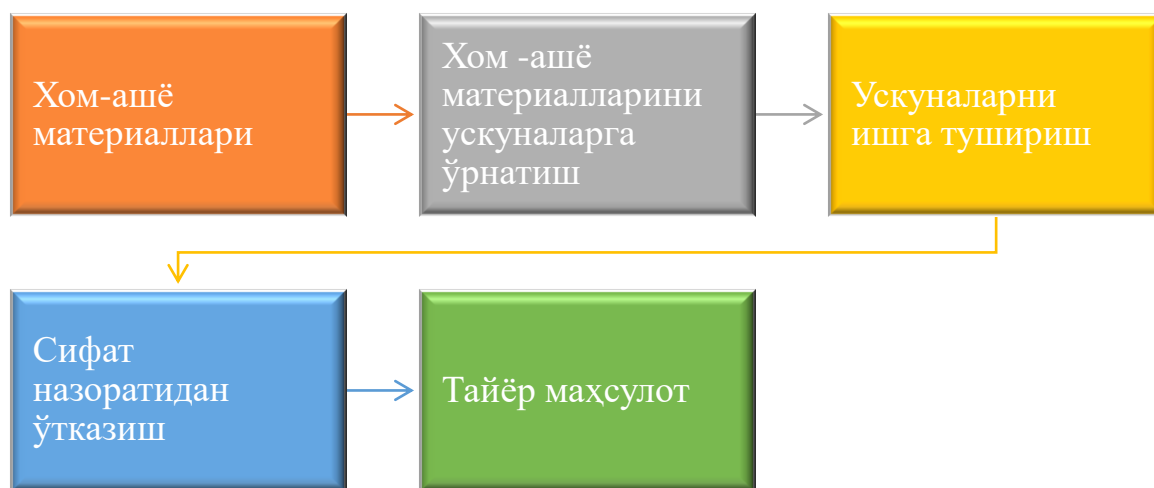 Хом-ашё
материаллари
Хом -ашё
материалларини
ускуналарга
ўрнатиш
Ускуналарни
ишга тушириш
Сифат
назоратидан
ўтказиш
Тайёр маҳсулот